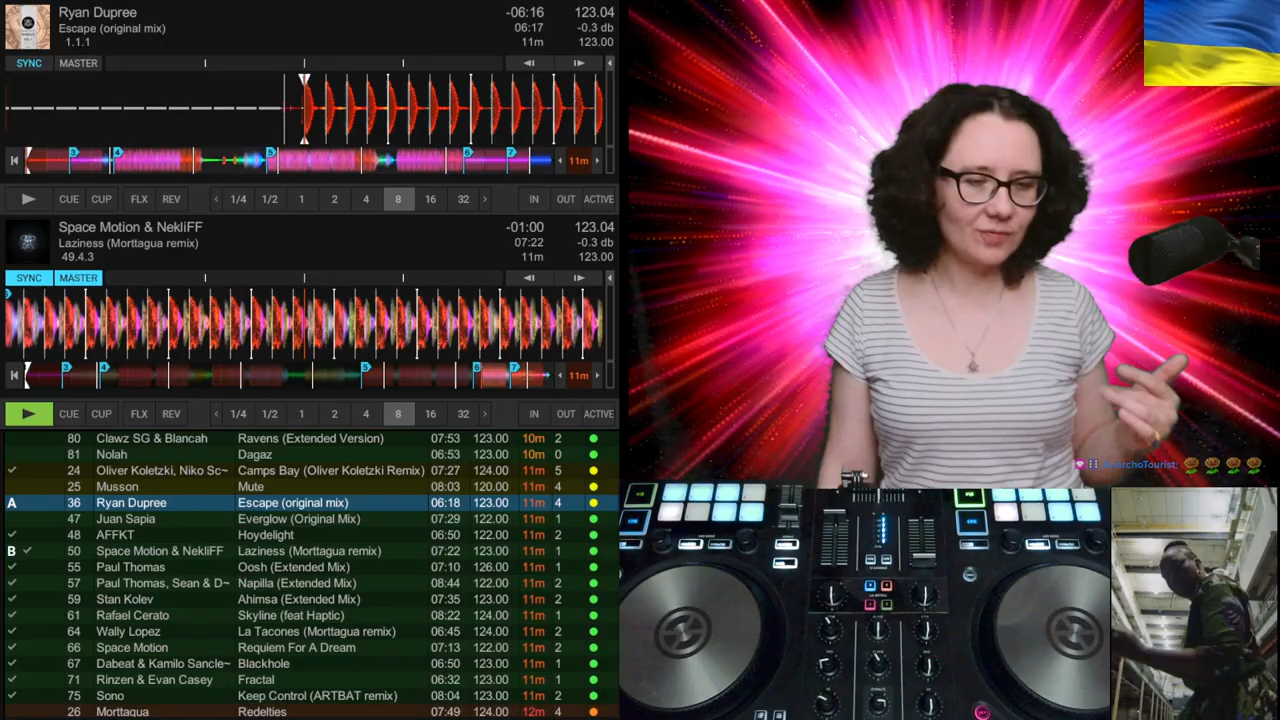 Ryan Dupree -06:16 123.04
Escape (original mix) 06:17 -0.3 db
1.1.1 11m 123.00
SYNC MASTER
3 4 5 6 7 11m
CUE CUP FLX REV 1/4 1/2 1 2 4 8 16 32 IN OUT ACTIVE
Space Motion & NekliFF -01:00 123.04
Laziness (Morttagua remix) 07:22 -0.3 db
49.4.3 11m 123.00
SYNC MASTER
3 4 5 6 7 11m
CUE CUP FLX REV 1/4 1/2 1 2 4 8 16 32 IN OUT ACTIVE
80 Clawz SG & Blancah Ravens (Extended Version) 07:53 123.00 10m 2
81 Nolah Dagaz 06:53 123.00 10m 0
24 Oliver Koletzki, Niko Sc~ Camps Bay (Oliver Koletzki Remix) 07:27 124.00 11m 5
25 Musson Mute 08:03 120.00 11m 4
A 36 Ryan Dupree Escape (original mix) 06:18 123.00 11m 4
47 Juan Sapia Everglow (Original Mix) 07:29 122.00 11m 1
48 AFFKT Hoydelight 06:50 122.00 11m 2
B 50 Space Motion & NekliFF Laziness (Morttagua remix) 07:22 123.00 11m 1
55 Paul Thomas Oosh (Extended Mix) 07:10 126.00 11m 1
57 Paul Thomas, Sean & D~ Napilla (Extended Mix) 08:44 122.00 11m 2
59 Stan Kolev Ahimsa (Extended Mix) 07:35 122.00 11m 1
61 Rafael Cerato Skyline (feat Haptic) 08:22 124.00 11m 1
64 Wally Lopez La Tacones (Morttagua remix) 06:45 124.00 11m 2
66 Space Motion Requiem For A Dream 07:13 122.00 11m 2
67 Dabeat & Kamilo Sancle~ Blackhole 06:50 123.00 11m 1
71 Rinzen & Evan Casey Fractal 06:32 123.00 11m 1
75 Sono Keep Control (ARTBAT remix) 08:04 123.00 11m 2
26 Morttagua Redelties 07:49 124.00 12m 4
AnarchoTourist: